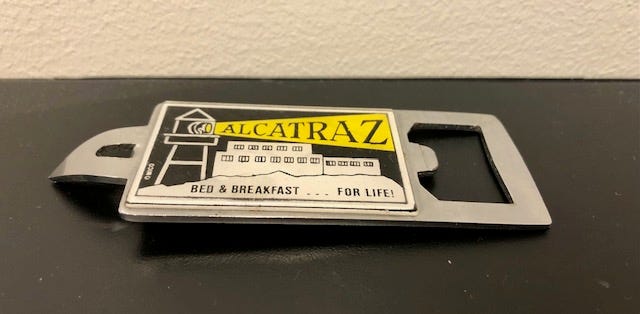 ALCATRAZ
BED & BREAKFAST . . . FOR LIFE!